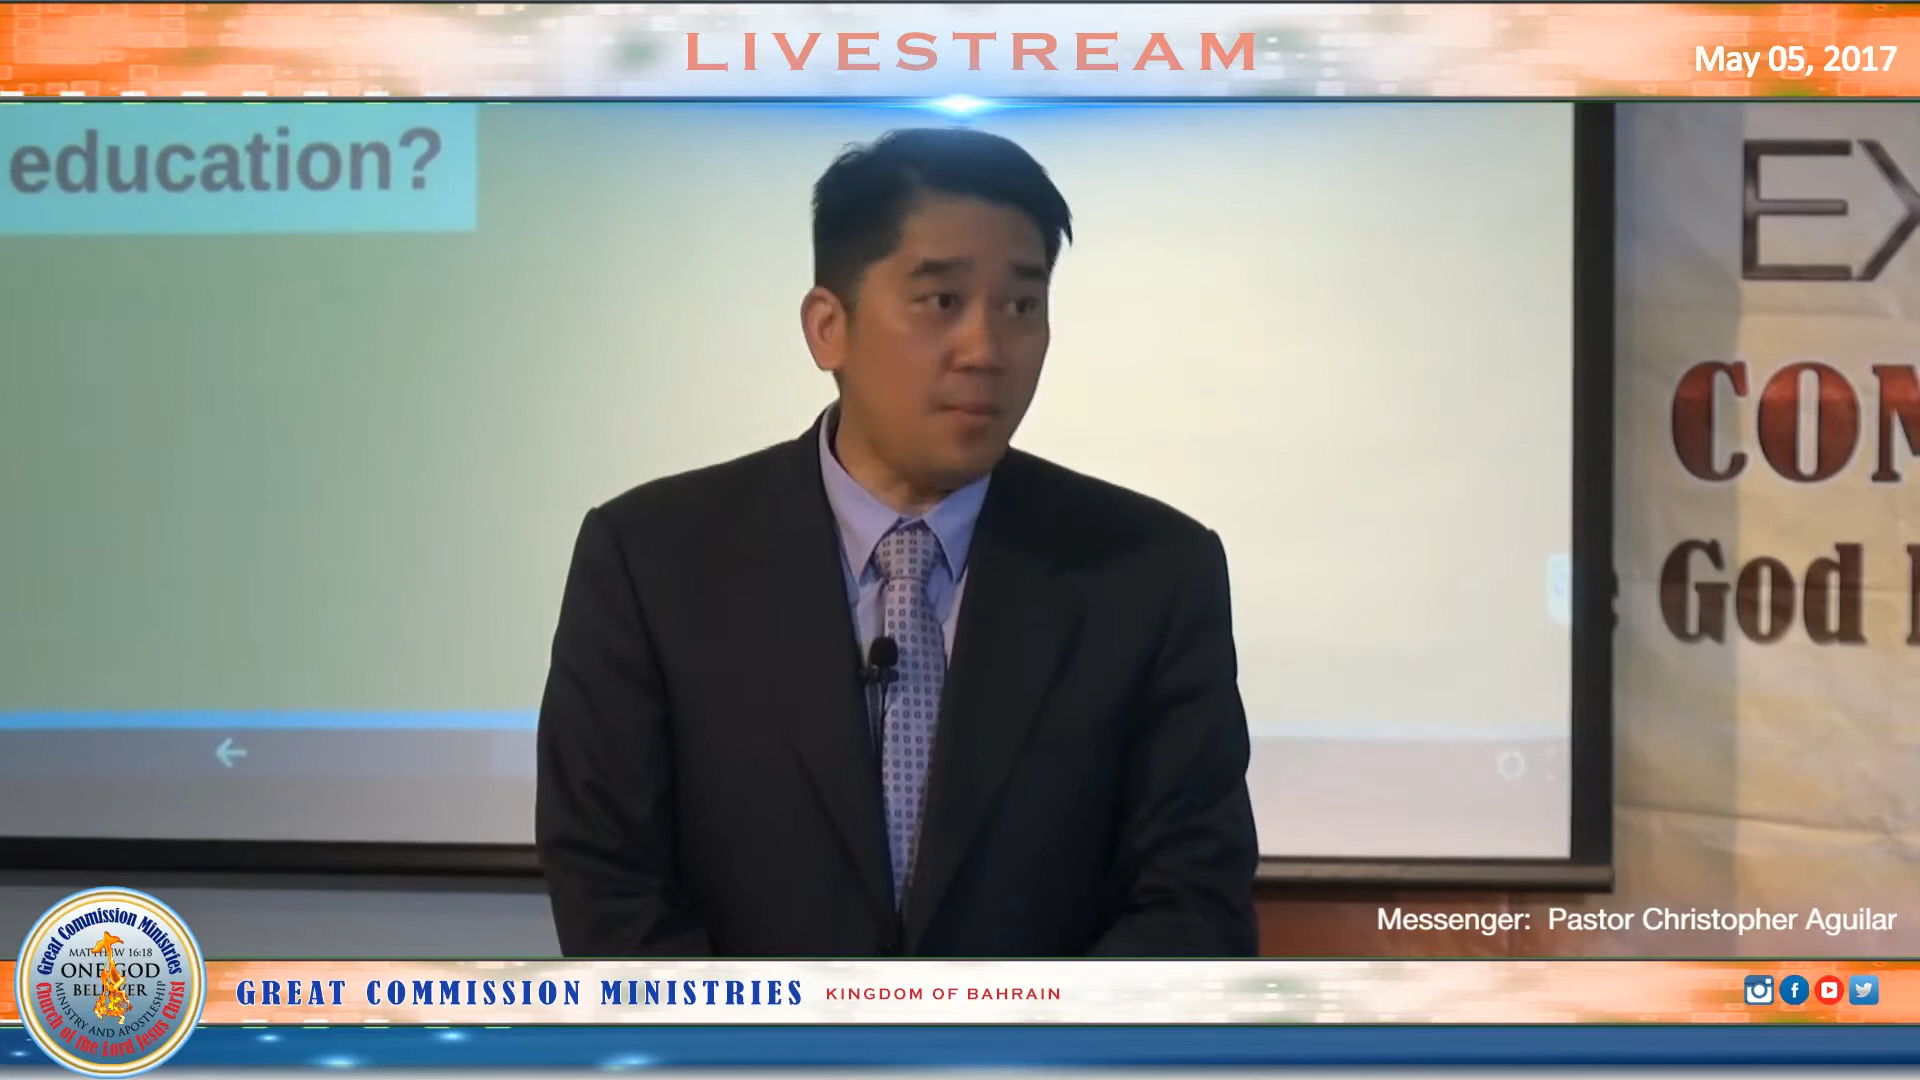 LIVESTREAM
May 05, 2017
education?
EX
COM
God
Messenger: Pastor Christopher Aguilar
Great Commission Ministries
MATTHEW 16:18
ONE GOD
BELIEVER
MINISTRY AND APOSTLESHIP
Church of the Lord Jesus Christ
GREAT COMMISSION MINISTRIES
KINGDOM OF BAHRAIN